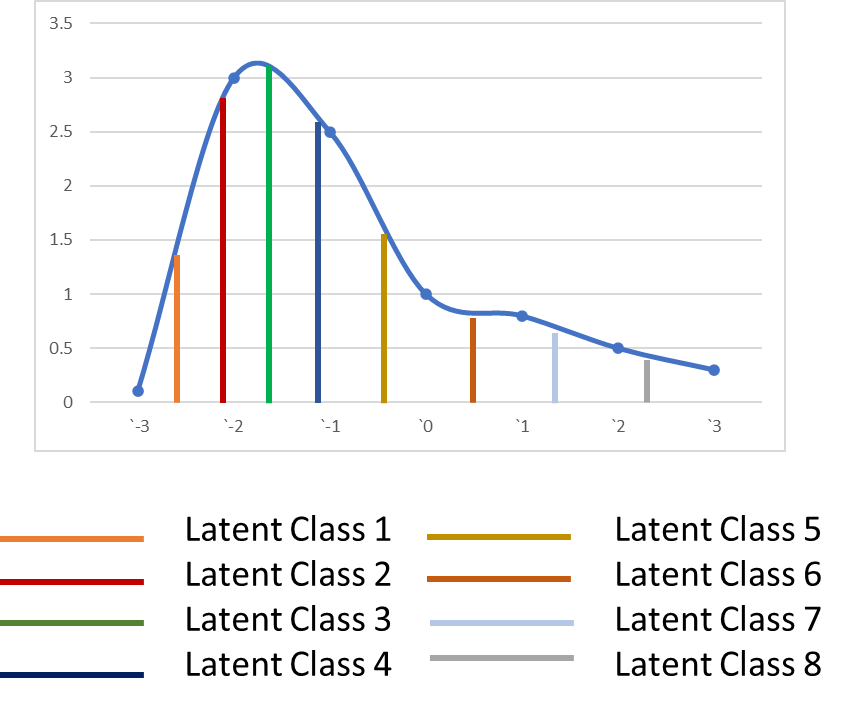 3.5
3
2.5
2
1.5
1
0.5
0
`-3 `-2 `-1 `0 `1 `2 `3
Latent Class 1 Latent Class 5
Latent Class 2 Latent Class 6
Latent Class 3 Latent Class 7
Latent Class 4 Latent Class 8